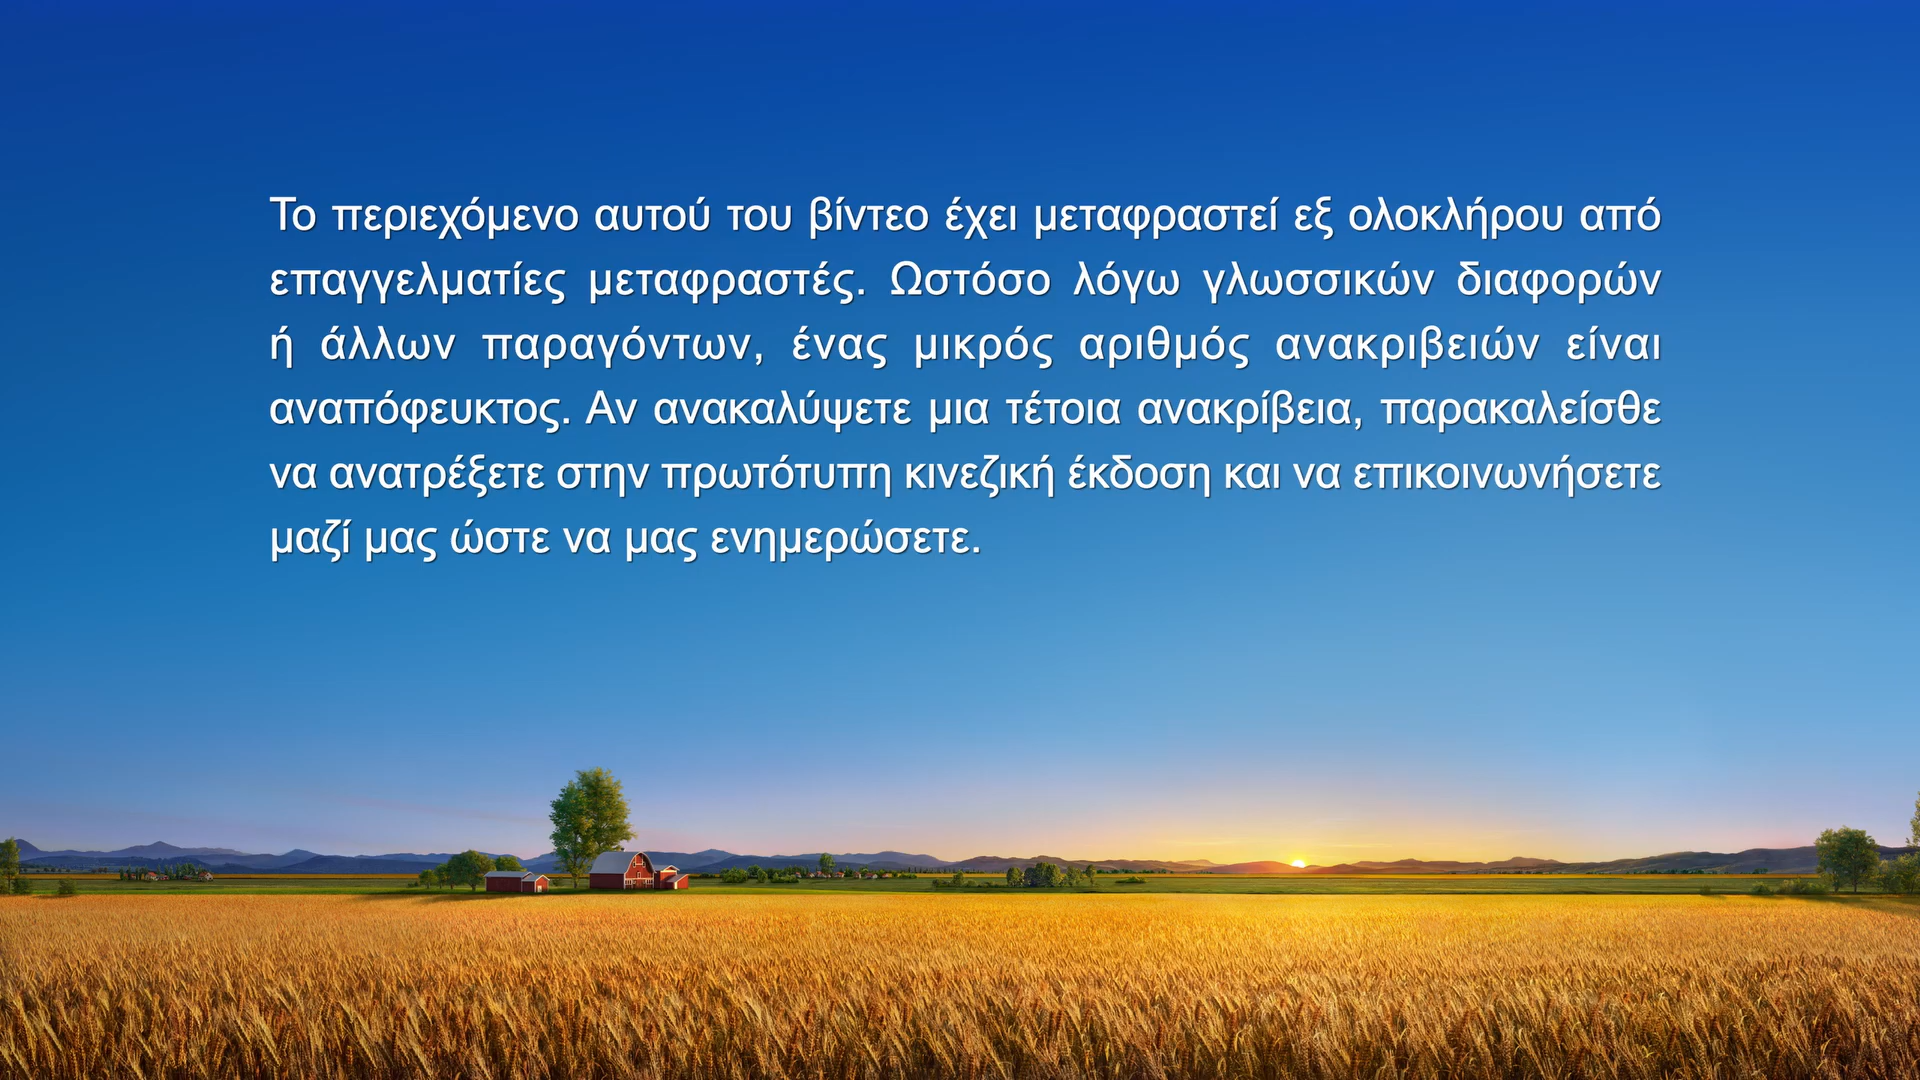 Το περιεχόμενο αυτού του βίντεο έχει μεταφραστεί εξ ολοκλήρου από
επαγγελματίες μεταφραστές. Ωστόσο λόγω γλωσσικών διαφορών
ή άλλων παραγόντων, ένας μικρός αριθμός ανακριβειών είναι
αναπόφευκτος. Αν ανακαλύψετε μια τέτοια ανακρίβεια, παρακαλείσθε
να ανατρέξετε στην πρωτότυπη κινεζική έκδοση και να επικοινωνήσετε
μαζί μας ώστε να μας ενημερώσετε.